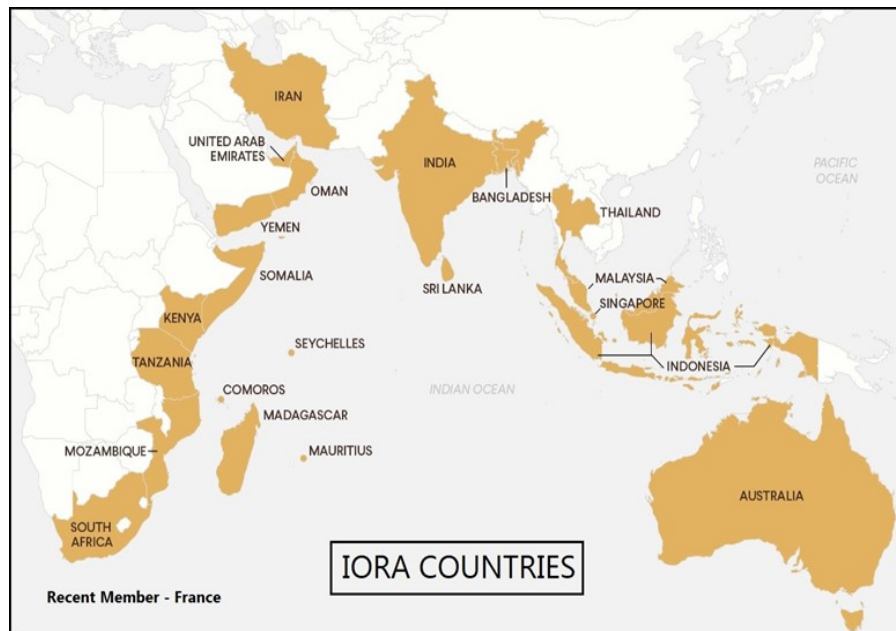 IRAN
UNITED ARAB
EMIRATES
OMAN
YEMEN
INDIA
BANGLADESH
THAILAND
PACIFIC
OCEAN
SOMALIA
SRI LANKA
MALAYSIA
SINGAPORE
KENYA
TANZANIA
SEYCHELLES
COMOROS
MADAGASCAR
INDIAN OCEAN
INDONESIA
MOZAMBIQUE
MAURITIUS
AUSTRALIA
SOUTH
AFRICA
IORA COUNTRIES
Recent Member - France